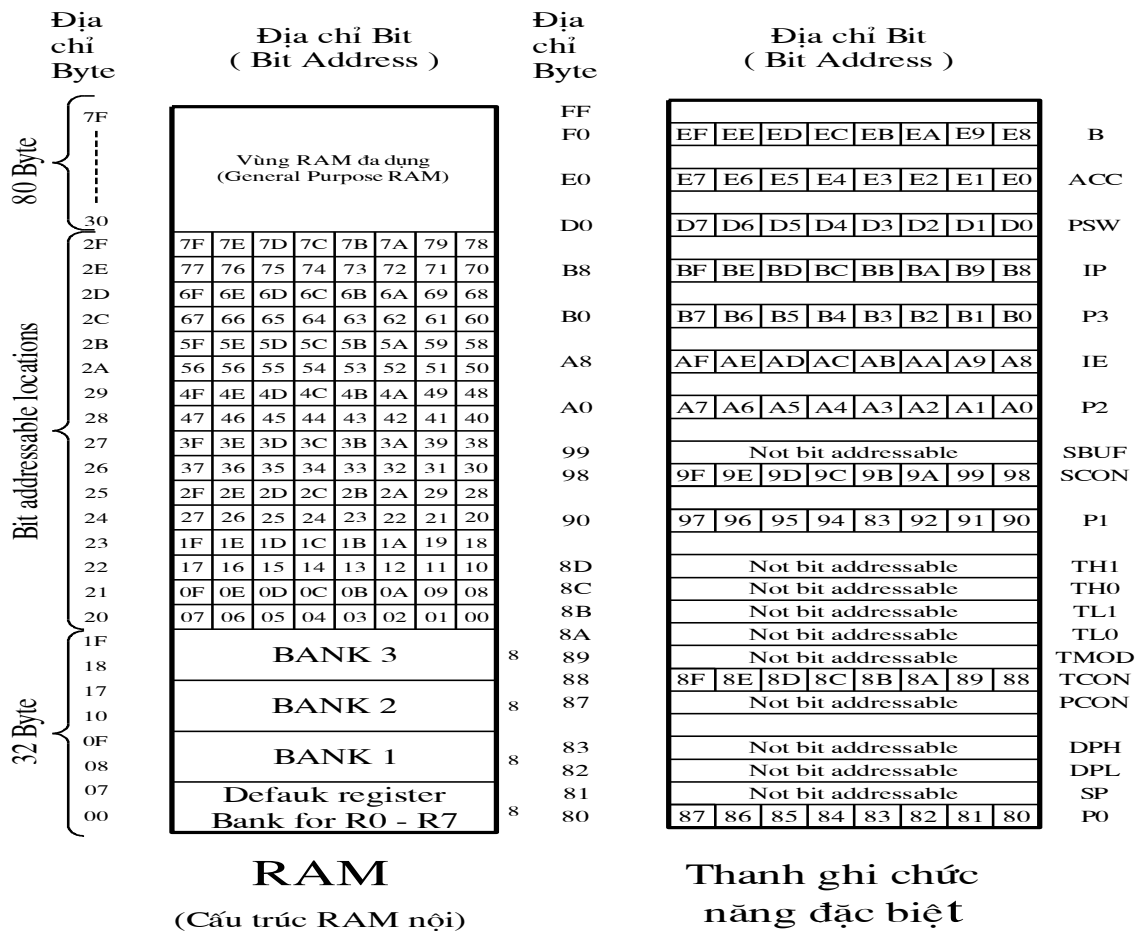 Địa chỉ Byte
Địa chỉ Bit
( Bit Address )
80 Byte
7F
30
Vùng RAM đa dụng
(General Purpose RAM)
Bit addressable locations
2F 7F 7E 7D 7C 7B 7A 79 78
2E 77 76 75 74 73 72 71 70
2D 6F 6E 6D 6C 6B 6A 69 68
2C 67 66 65 64 63 62 61 60
2B 5F 5E 5D 5C 5B 5A 59 58
2A 56 56 55 54 53 52 51 50
29 4F 4E 4D 4C 4B 4A 49 48
28 47 46 45 44 43 42 41 40
27 3F 3E 3D 3C 3B 3A 39 38
26 37 36 35 34 33 32 31 30
25 2F 2E 2D 2C 2B 2A 29 28
24 27 26 25 24 23 22 21 20
23 1F 1E 1D 1C 1B 1A 19 18
22 17 16 15 14 13 12 11 10
21 0F 0E 0D 0C 0B 0A 09 08
20 07 06 05 04 03 02 01 00
32 Byte
1F
BANK 3 8
18
17
BANK 2 8
10
0F
BANK 1 8
08
07 Defauk register
00 Bank for R0 - R7 8
RAM
(Cấu trúc RAM nội)
Địa chỉ Byte
Địa chỉ Bit
( Bit Address )
FF
F0 EF EE ED EC EB EA E9 E8 B
E0 E7 E6 E5 E4 E3 E2 E1 E0 ACC
D0 D7 D6 D5 D4 D3 D2 D1 D0 PSW
B8 BF BE BD BC BB BA B9 B8 IP
B0 B7 B6 B5 B4 B3 B2 B1 B0 P3
A8 AF AE AD AC AB AA A9 A8 IE
A0 A7 A6 A5 A4 A3 A2 A1 A0 P2
99 Not bit addressable SBUF
98 9F 9E 9D 9C 9B 9A 99 98 SCON
90 97 96 95 94 83 92 91 90 P1
8D Not bit addressable TH1
8C Not bit addressable TH0
8B Not bit addressable TL1
8A Not bit addressable TL0
89 Not bit addressable TMOD
88 8F 8E 8D 8C 8B 8A 89 88 TCON
87 Not bit addressable PCON
83 Not bit addressable DPH
82 Not bit addressable DPL
81 Not bit addressable SP
80 87 86 85 84 83 82 81 80 P0
Thanh ghi chức
năng đặc biệt